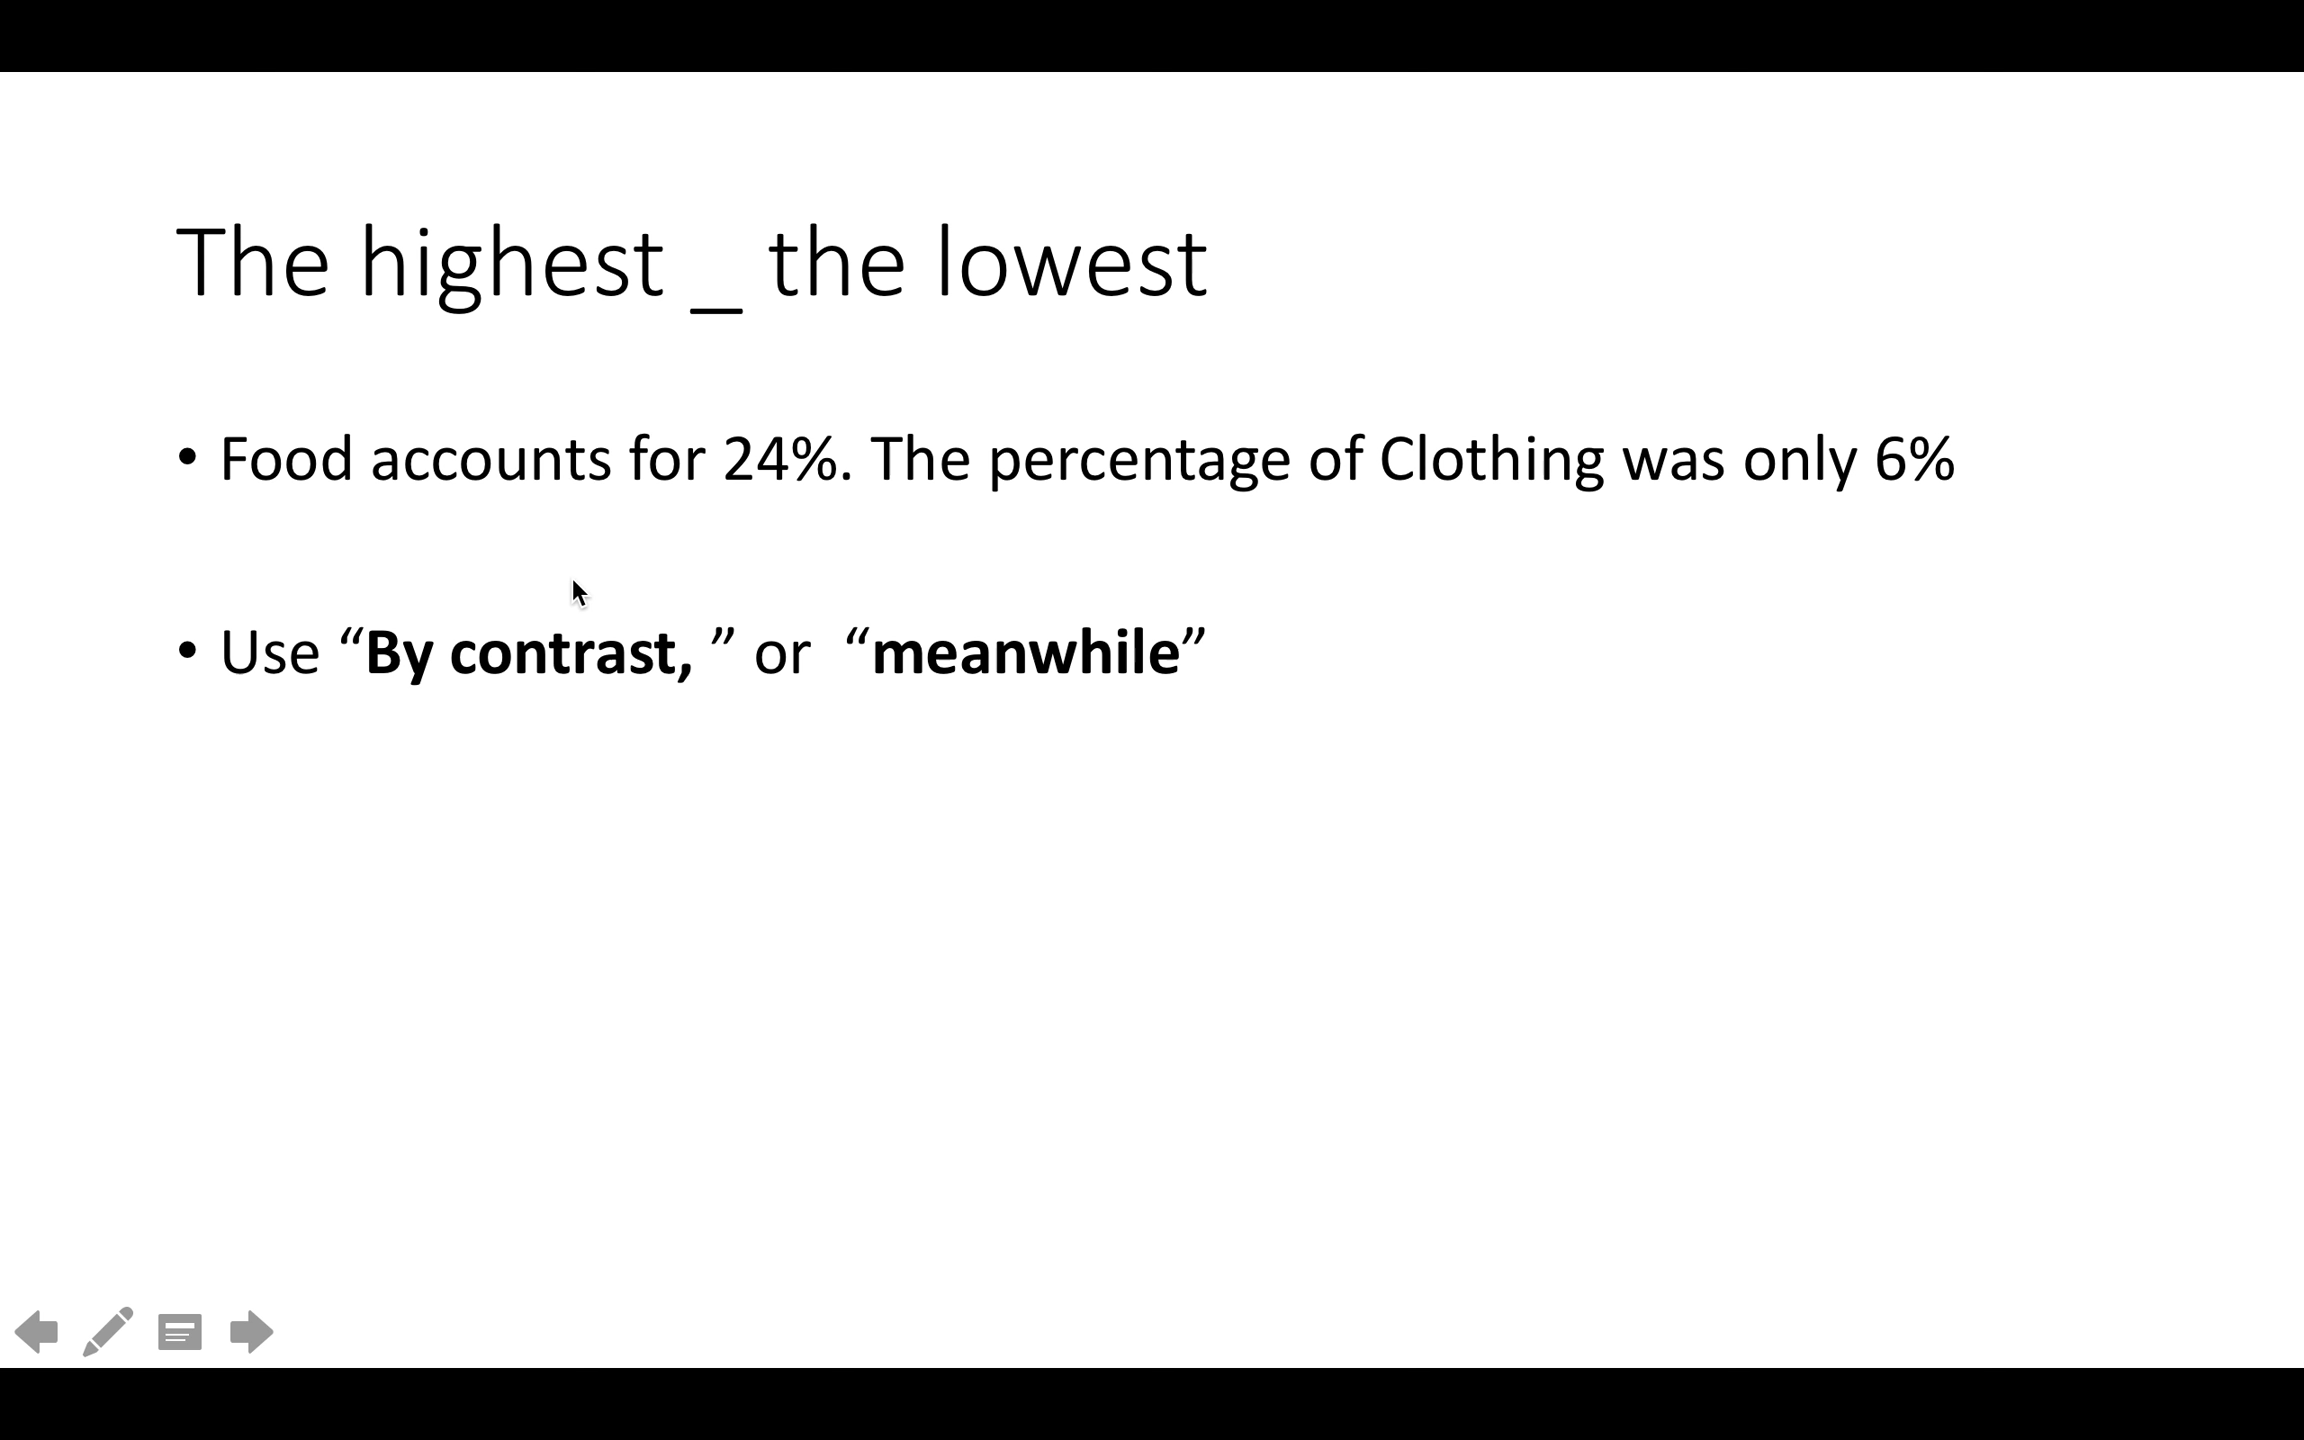 The highest _ the lowest
• Food accounts for 24%. The percentage of Clothing was only 6%
• Use “By contrast, ” or “meanwhile”